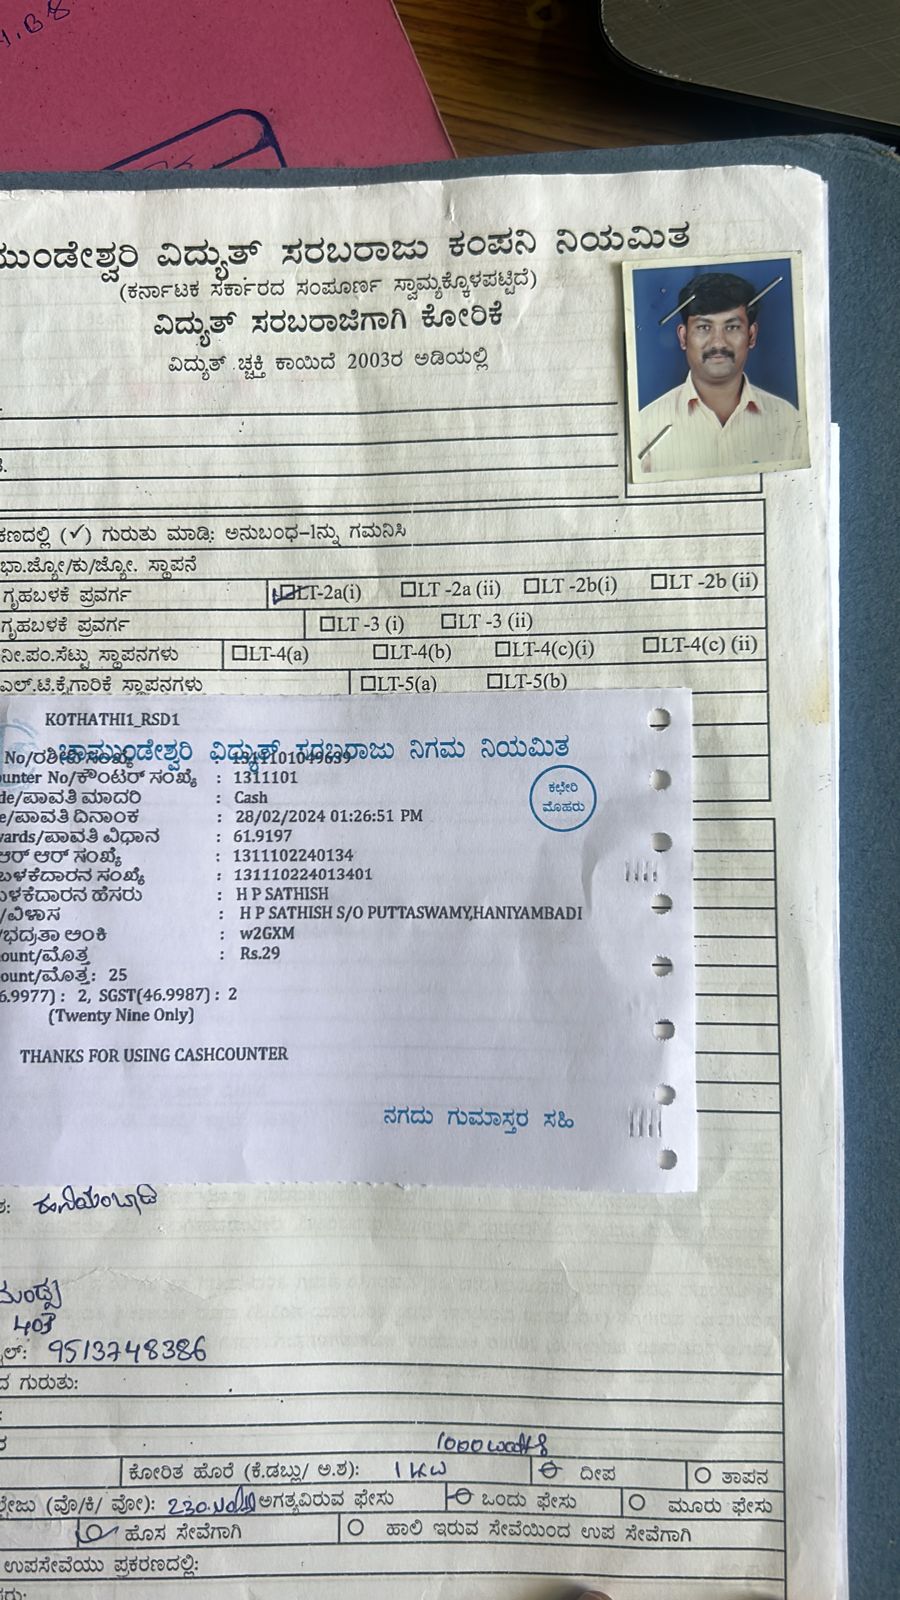 ಮುಂಡೇಶ್ವರಿ ವಿದ್ಯುತ್ ಸರಬರಾಜು ಕಂಪನಿ ನಿಯಮಿತ
(ಕರ್ನಾಟಕ ಸರ್ಕಾರದ ಸಂಪೂರ್ಣ ಸ್ವಾಮ್ಯಕ್ಕೊಳಪಟ್ಟಿದೆ)
ವಿದ್ಯುತ್ ಸರಬರಾಜಿಗಾಗಿ ಕೋರಿಕೆ
ವಿದ್ಯುತ್ ಚ್ಛಕ್ತಿ ಕಾಯಿದೆ 2003ರ ಅಡಿಯಲ್ಲಿ
ಕಣದಲ್ಲಿ (✓) ಗುರುತು ಮಾಡಿ: ಅನುಬಂಧ-1ನ್ನು ಗಮನಿಸಿ
ಭಾ.ಜ್ಯೋ/ಕು/ಜ್ಯೋ. ಸ್ಥಾಪನೆ
ಗೃಹಬಳಕೆ ಪ್ರವರ್ಗ LT-2a(i) LT -2a (ii) LT -2b(i) LT -2b (ii)
ಗೃಹಬಳಕೆ ಪ್ರವರ್ಗ LT -3 (i) LT -3 (ii)
ನೀ.ಪಂ.ಸೆಟ್ಟು ಸ್ಥಾಪನಗಳು LT-4(a) LT-4(b) LT-4(c)(i) LT-4(c) (ii)
ಎಲ್.ಟಿ.ಕೈಗಾರಿಕೆ ಸ್ಥಾಪನಗಳು LT-5(a) LT-5(b)
KOTHATHI1_RSD1
ಚಾಮುಂಡೇಶ್ವರಿ ವಿದ್ಯುತ್ ಸರಬರಾಜು ನಿಗಮ ನಿಯಮಿತ
No/ರಶೀದಿ ಸಂಖ್ಯೆ : 1311101049639
unter No/ಕೌಂಟರ್ ಸಂಖ್ಯೆ : 1311101
ಕಛೇರಿ
ಮೊಹರು
de/ಪಾವತಿ ಮಾದರಿ : Cash
e/ಪಾವತಿ ದಿನಾಂಕ : 28/02/2024 01:26:51 PM
vards/ಪಾವತಿ ವಿಧಾನ : 61.9197
ಆರ್ ಆರ್ ಸಂಖ್ಯೆ : 1311102240134
ಬಳಕೆದಾರನ ಸಂಖ್ಯೆ : 131110224013401
ಬಳಕೆದಾರನ ಹೆಸರು : H P SATHISH
/ವಿಳಾಸ : H P SATHISH S/O PUTTASWAMY,HANIYAMBADI
/ಭದ್ರತಾ ಅಂಕಿ : w2GXM
ount/ಮೊತ್ತ : Rs.29
ount/ಮೊತ್ತ: 25
6.9977) : 2, SGST(46.9987) : 2
(Twenty Nine Only)
THANKS FOR USING CASHCOUNTER
ನಗದು ಗುಮಾಸ್ತರ ಸಹಿ
ಹನಿಯಂಬಾಡಿ
ಮಂಡ್ಯ
403
ಲ್: 9513748386
ದ ಗುರುತು:
1000 watts
ಕೋರಿತ ಹೊರೆ (ಕೆ.ಡಬ್ಲು/ ಅ.ಶ): 1 KW ದೀಪ ತಾಪನ
ಲ್ಟೇಜು (ವೊ/ಕಿ/ ವೋ): 230 Volt ಅಗತ್ಯವಿರುವ ಫೇಸು ಒಂದು ಫೇಸು ಮೂರು ಫೇಸು
ಹೊಸ ಸೇವೆಗಾಗಿ ಹಾಲಿ ಇರುವ ಸೇವೆಯಿಂದ ಉಪ ಸೇವೆಗಾಗಿ
ಉಪಸೇವೆಯು ಪ್ರಕರಣದಲ್ಲಿ: